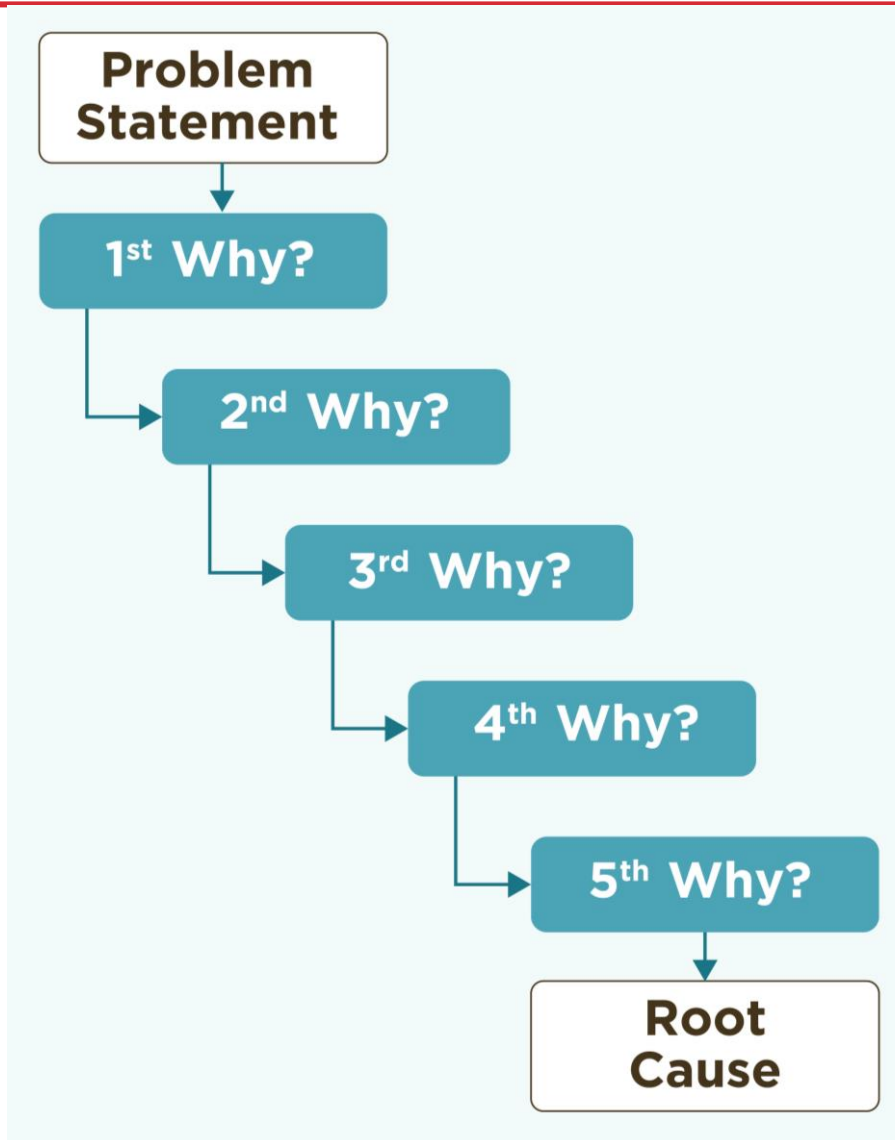 Problem
Statement
1st Why?
2nd Why?
3rd Why?
4th Why?
5th Why?
Root
Cause